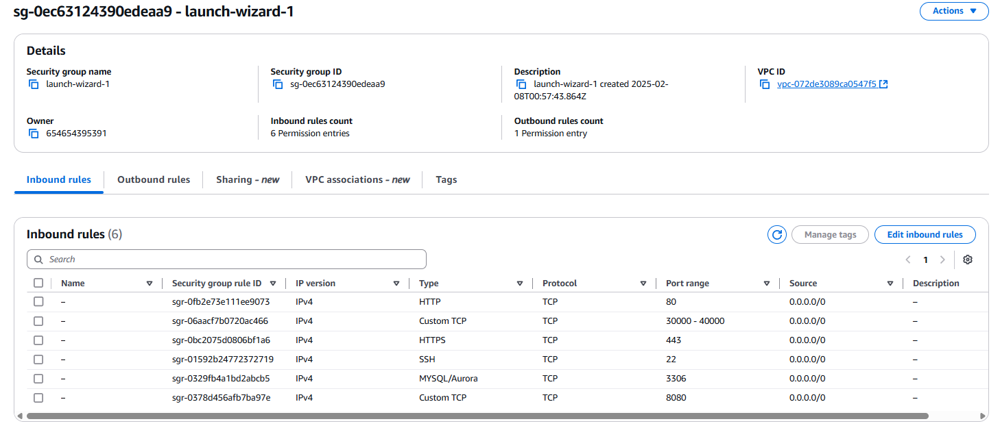 sg-0ec63124390edeaa9 - launch-wizard-1
Actions
Details
Security group name
launch-wizard-1
Security group ID
sg-0ec63124390edeaa9
Description
launch-wizard-1 created 2025-02-
08T00:57:43.864Z
VPC ID
vpc-072de3089ca0547f5
Owner
654654395391
Inbound rules count
6 Permission entries
Outbound rules count
1 Permission entry
Inbound rules Outbound rules Sharing - new VPC associations - new Tags
Inbound rules (6)
Manage tags Edit inbound rules
Search
1
Name Security group rule ID IP version Type Protocol Port range Source Description
– sgr-0fb2e73e111ee9073 IPv4 HTTP TCP 80 0.0.0.0/0 –
– sgr-06aacf7b0720ac466 IPv4 Custom TCP TCP 30000 - 40000 0.0.0.0/0 –
– sgr-0bc2075d0806bf1a6 IPv4 HTTPS TCP 443 0.0.0.0/0 –
– sgr-01592b24772372719 IPv4 SSH TCP 22 0.0.0.0/0 –
– sgr-0329fb4a1bd2abcb5 IPv4 MYSQL/Aurora TCP 3306 0.0.0.0/0 –
– sgr-0378d456afb7ba97e IPv4 Custom TCP TCP 8080 0.0.0.0/0 –